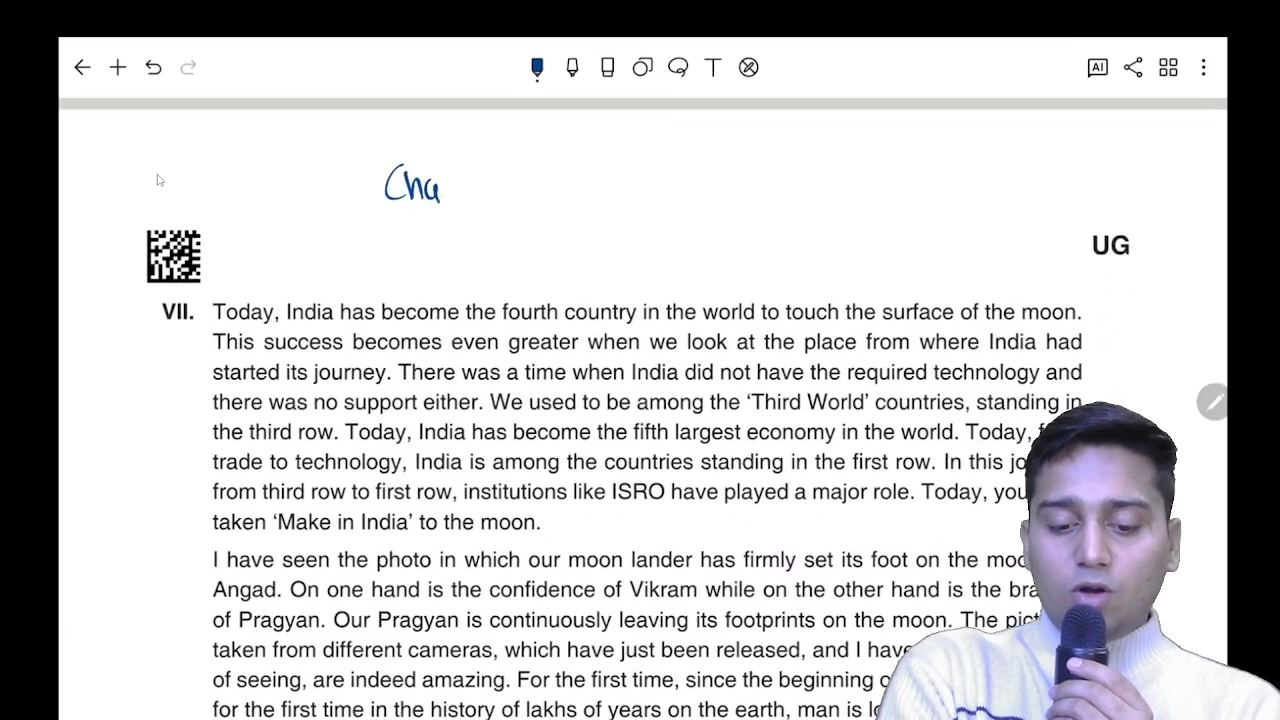 AI
T
Cha
UG
VII. Today, India has become the fourth country in the world to touch the surface of the moon.
This success becomes even greater when we look at the place from where India had
started its journey. There was a time when India did not have the required technology and
there was no support either. We used to be among the ‘Third World’ countries, standing in
the third row. Today, India has become the fifth largest economy in the world. Today,
trade to technology, India is among the countries standing in the first row. In this
from third row to first row, institutions like ISRO have played a major role. Today, you
taken ‘Make in India’ to the moon.
I have seen the photo in which our moon lander has firmly set its foot on the
Angad. On one hand is the confidence of Vikram while on the other hand is the
of Pragyan. Our Pragyan is continuously leaving its footprints on the moon. The
taken from different cameras, which have just been released, and I have
of seeing, are indeed amazing. For the first time, since the beginning
for the first time in the history of lakhs of years on the earth, man is